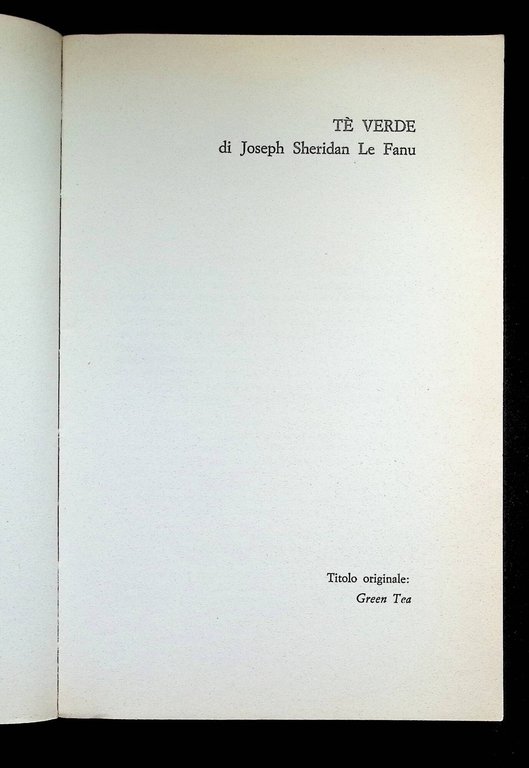 TÈ VERDE
di Joseph Sheridan Le Fanu
Titolo originale:
Green Tea